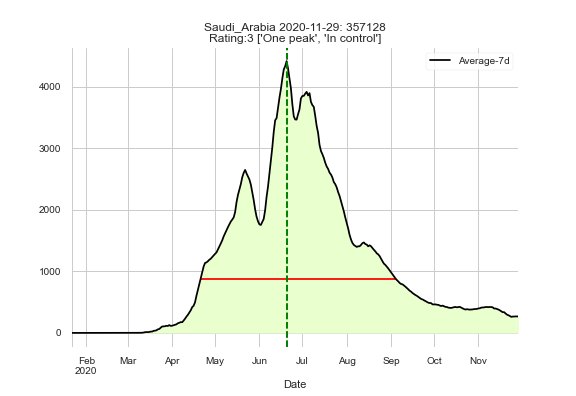 Saudi_Arabia 2020-11-29: 357128
Rating:3 ['One peak', 'In control']
Average-7d
4000
3000
2000
1000
0
Feb Mar Apr May Jun Jul Aug Sep Oct Nov
2020
Date